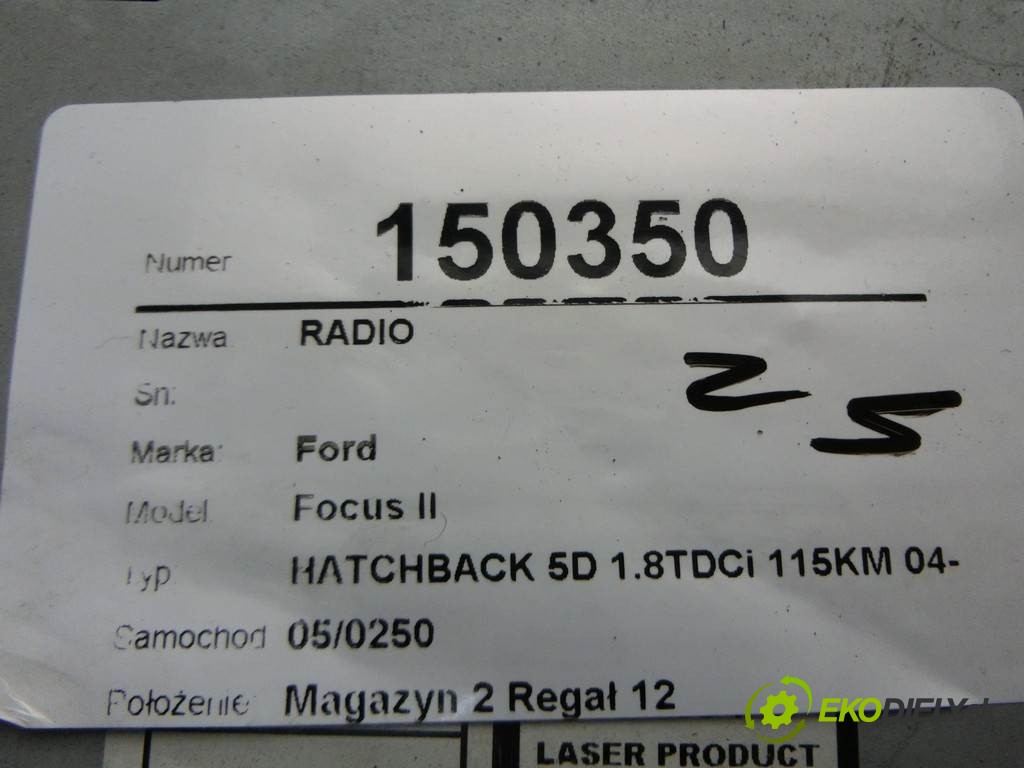 Numer 150350
Nazwa RADIO
Sn:
Marka: Ford
Model Focus II
Typ HATCHBACK 5D 1.8TDCi 115KM 04-
Samochod 05/0250
Położenie Magazyn 2 Regał 12
LASER PRODUCT
EKODIELY